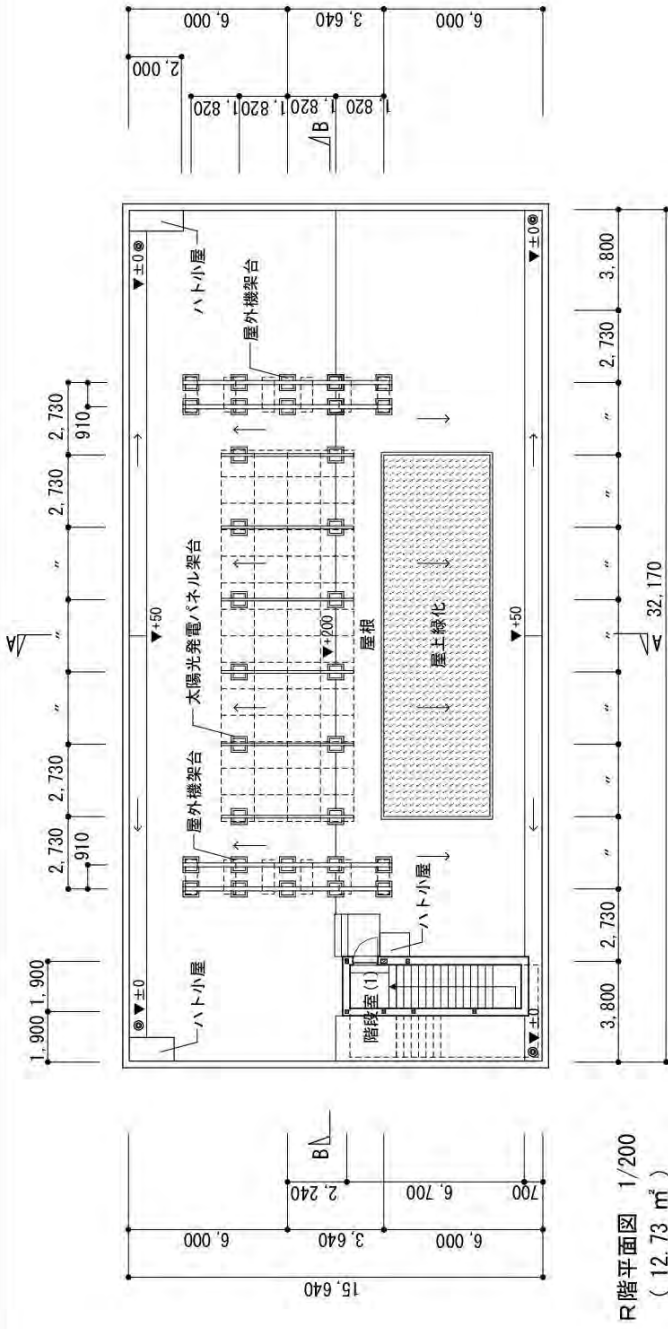 A
1,900 1,900 2,730 2,730 〃 〃 〃 2,730 2,730
910 910
ハト小屋
屋外機架台
太陽光発電パネル架台
屋外機架台
ハト小屋
▼±0
▼±0
▼+50
▼+200
屋根
屋上緑化
ハト小屋
階段室(1)
▼±0
▼+50
▼±0
B
B
15,640
6,000
3,640
6,000
2,240
6,700
700
6,000
3,640
6,000
2,000
1,820
1,820
1,820
1,820
3,800 2,730 〃 〃 〃 〃 〃 〃 〃 2,730 3,800
A
32,170
R階平面図 1/200
( 12.73 ㎡ )